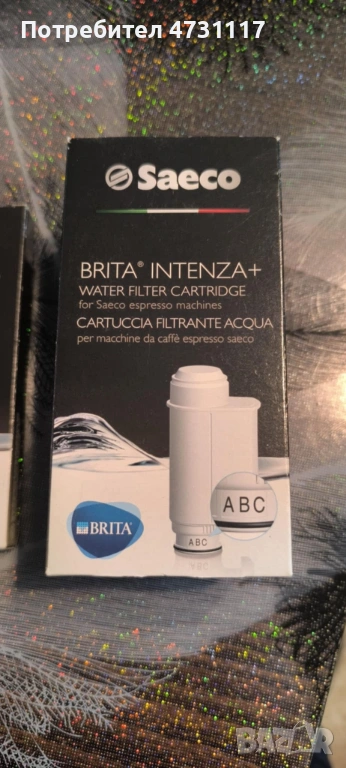 Потребител 4731117
Saeco
BRITA® INTENZA+
WATER FILTER CARTRIDGE
for Saeco espresso machines
CARTUCCIA FILTRANTE ACQUA
per macchine da caffè espresso saeco
ABC
BRITA
ABC
BAZAR